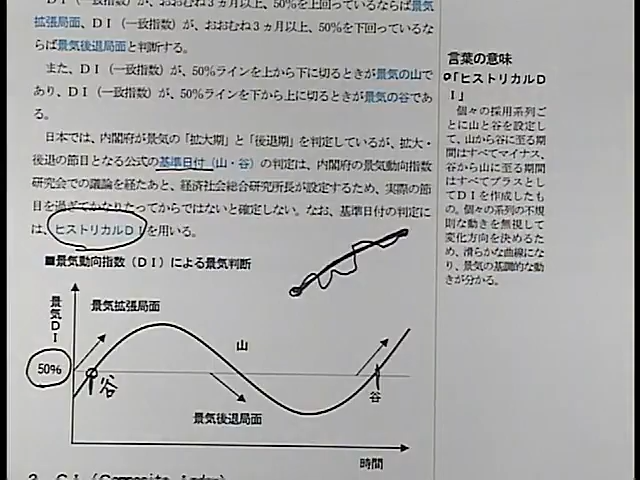 ＤＩ（一致指数）が、おおむね３ヵ月以上、50％を上回っているならば景気
拡張局面、ＤＩ（一致指数）が、おおむね３ヵ月以上、50％を下回っているな
らば景気後退局面と判断する。
また、ＤＩ（一致指数）が、50％ラインを上から下に切るときが景気の山で
あり、ＤＩ（一致指数）が、50％ラインを下から上に切るときが景気の谷であ
る。
日本では、内閣府が景気の「拡大期」と「後退期」を判定しているが、拡大・
後退の節目となる公式の基準日付（山・谷）の判定は、内閣府の景気動向指数
研究会での議論を経たあと、経済社会総合研究所長が設定するため、実際の節
目を過ぎてかなりたってからではないと確定しない。なお、基準日付の判定に
は、ヒストリカルＤＩを用いる。
■景気動向指数（ＤＩ）による景気判断
景気ＤＩ
景気拡張局面
山
50％
谷
谷
景気後退局面
時間
２ ＣＩ（Composite Index）
言葉の意味
「ヒストリカルＤ
Ｉ」
個々の採用系列ご
とに山と谷を設定し
て、山から谷に至る期
間はすべてマイナス、
谷から山に至る期間
はすべてプラスとし
てＤＩを作成したも
の。個々の系列の不規
則な動きを無視して
変化方向を決めるた
め、滑らかな曲線にな
り、景気の基調的な動
きが分かる。